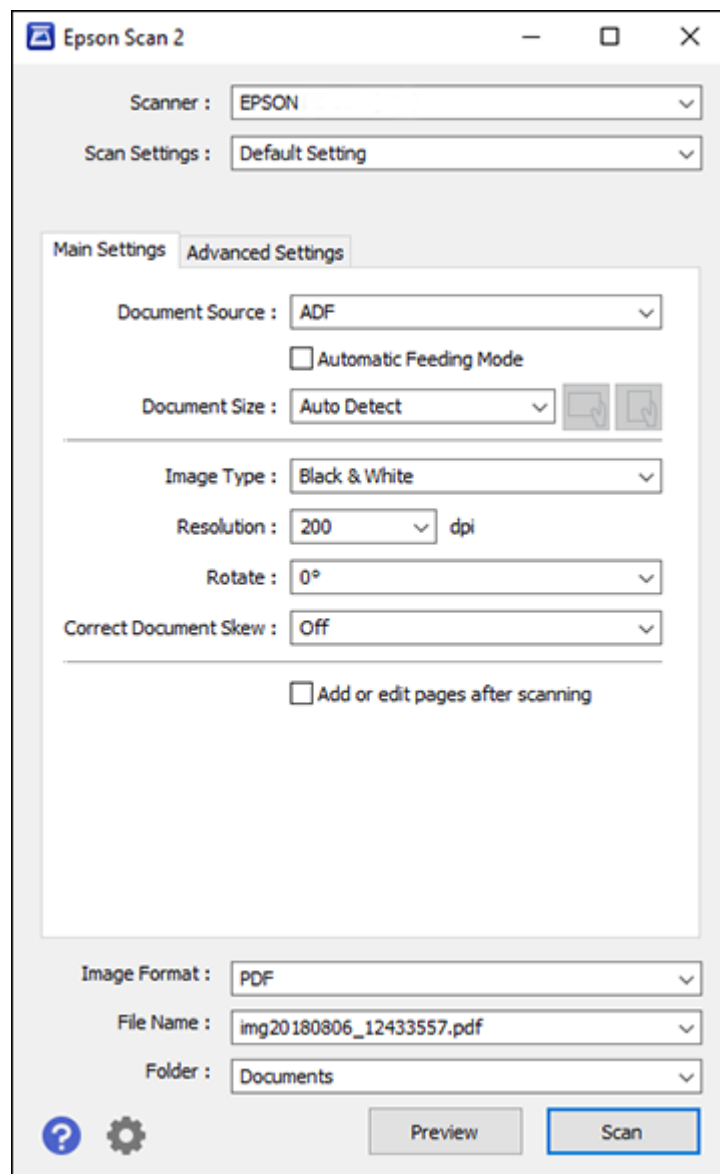 Epson Scan 2
Scanner : EPSON
Scan Settings : Default Setting
Main Settings Advanced Settings
Document Source : ADF
Automatic Feeding Mode
Document Size : Auto Detect
Image Type : Black & White
Resolution : 200 dpi
Rotate : 0°
Correct Document Skew : Off
Add or edit pages after scanning
Image Format : PDF
File Name : img20180806_12433557.pdf
Folder : Documents
? Preview Scan